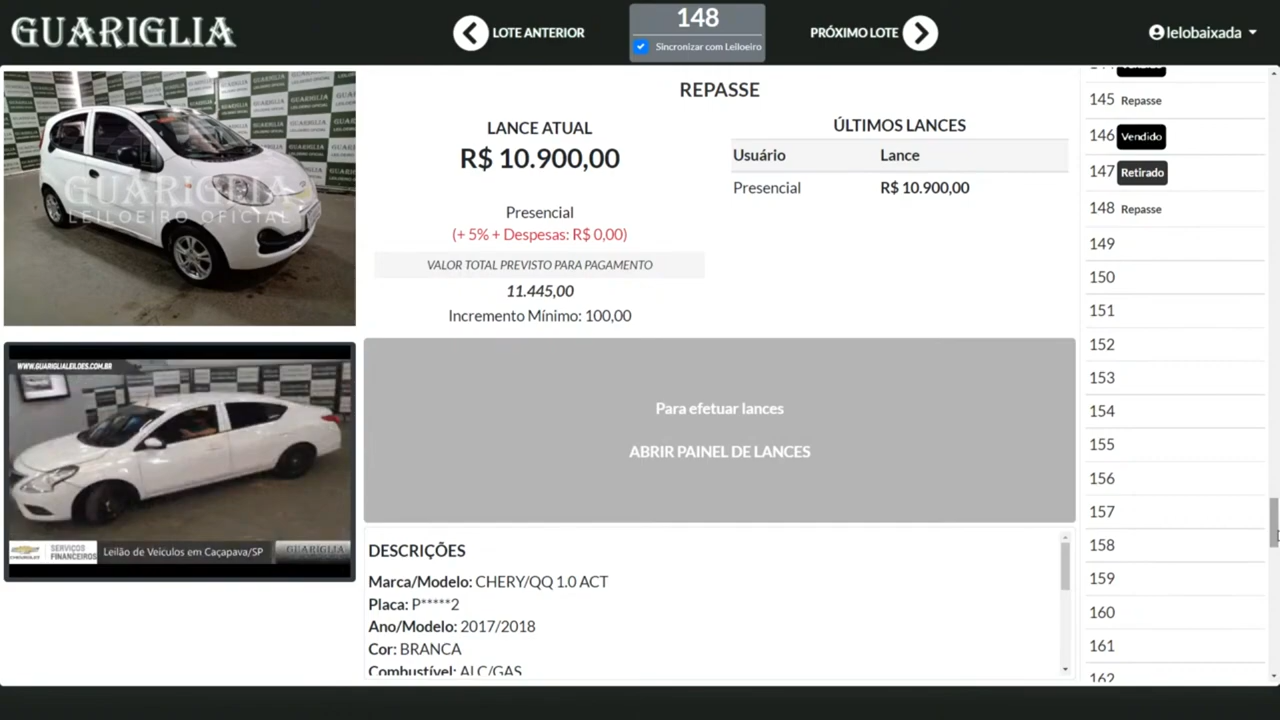 GUARIGLIA
LOTE ANTERIOR
148
Sincronizar com Leiloeiro
PRÓXIMO LOTE
lelobaixada
GUARIGLIA
LEILOEIRO OFICIAL
REPASSE
LANCE ATUAL
R$ 10.900,00
Presencial
(+ 5% + Despesas: R$ 0,00)
VALOR TOTAL PREVISTO PARA PAGAMENTO
11.445,00
Incremento Mínimo: 100,00
ÚLTIMOS LANCES
Usuário Lance
Presencial R$ 10.900,00
WWW.GUARIGLIALEILOES.COM.BR
SERVIÇOS
FINANCEIROS
Leilão de Veiculos em Caçapava/SP
GUARIGLIA
Para efetuar lances
ABRIR PAINEL DE LANCES
DESCRIÇÕES
Marca/Modelo: CHERY/QQ 1.0 ACT
Placa: P*****2
Ano/Modelo: 2017/2018
Cor: BRANCA
Combustível: ALC/GAS
145 Repasse
146 Vendido
147 Retirado
148 Repasse
149
150
151
152
153
154
155
156
157
158
159
160
161
162